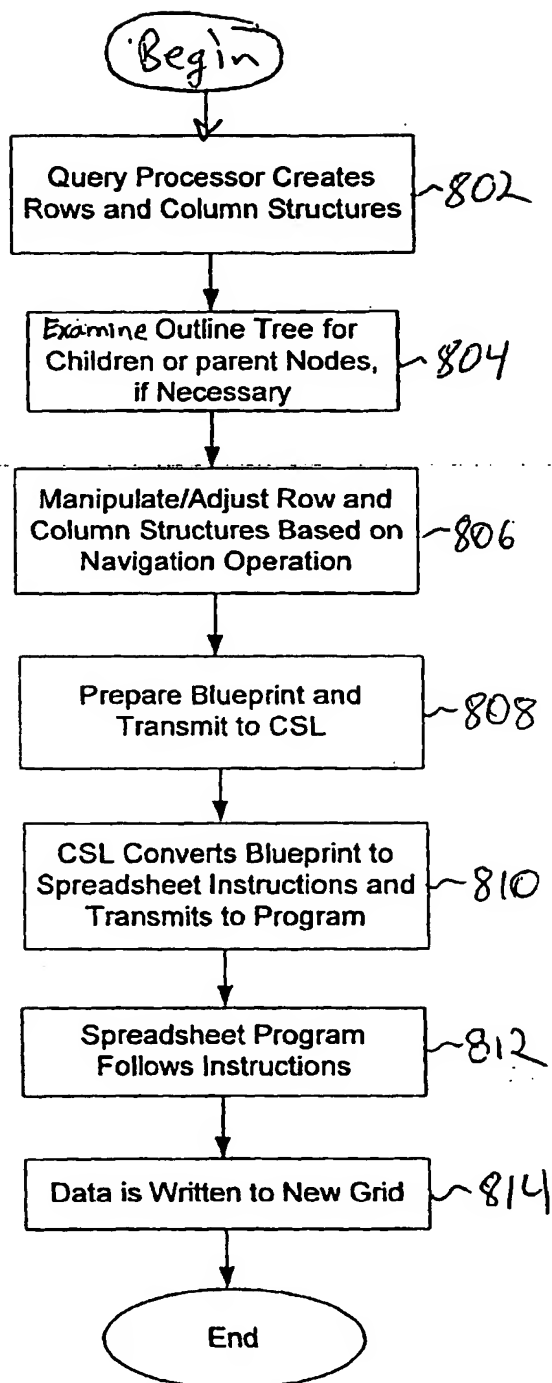 Begin
Query Processor Creates
Rows and Column Structures
802
Examine Outline Tree for
Children or parent Nodes,
if Necessary
804
Manipulate/Adjust Row and
Column Structures Based on
Navigation Operation
806
Prepare Blueprint and
Transmit to CSL
808
CSL Converts Blueprint to
Spreadsheet Instructions and
Transmits to Program
810
Spreadsheet Program
Follows Instructions
812
Data is Written to New Grid
814
End